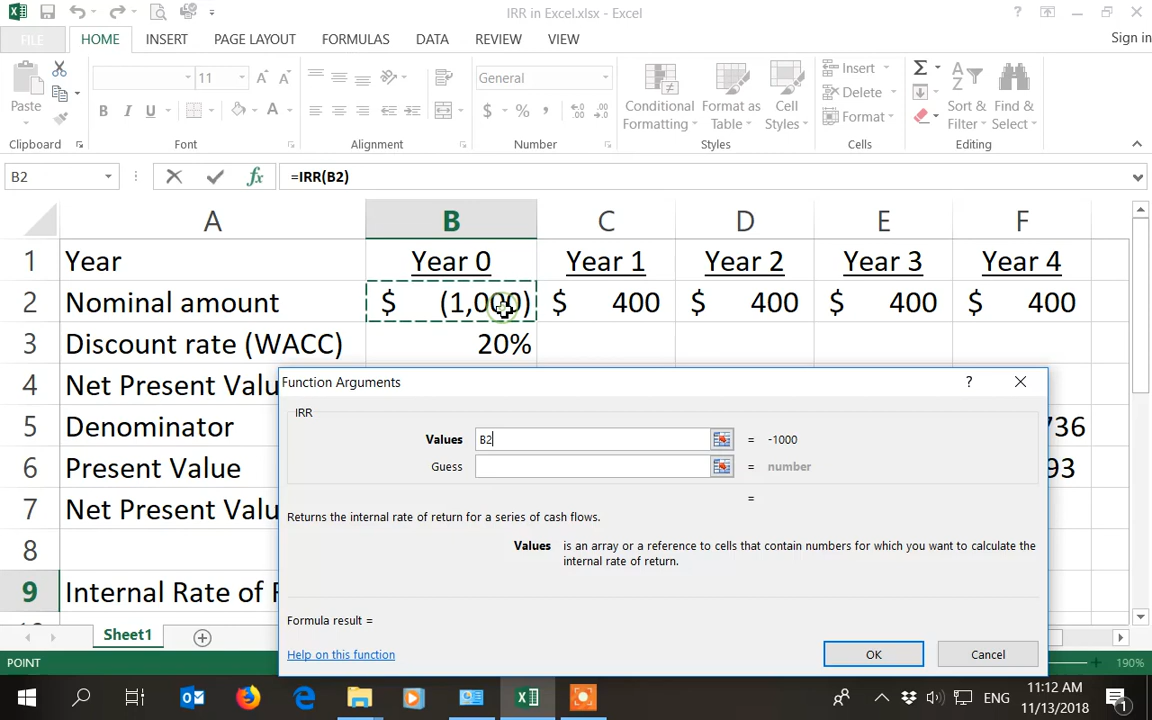 IRR in Excel.xlsx - Excel
FILE HOME INSERT PAGE LAYOUT FORMULAS DATA REVIEW VIEW Sign in
Paste
11
B I U
General
$ % ,
Conditional Formatting
Format as Table
Cell Styles
Insert
Delete
Format
Sort & Filter
Find & Select
Clipboard Font Alignment Number Styles Cells Editing
B2 fx =IRR(B2)
A B C D E F
1 Year Year 0 Year 1 Year 2 Year 3 Year 4
2 Nominal amount $ (1,000) $ 400 $ 400 $ 400 $ 400
3 Discount rate (WACC) 20%
4 Net Present Valu
5 Denominator 736
6 Present Value 93
7 Net Present Valu
8
9 Internal Rate of
Function Arguments ?
IRR
Values B2 = -1000
Guess = number
=
Returns the internal rate of return for a series of cash flows.
Values is an array or a reference to cells that contain numbers for which you want to calculate the
internal rate of return.
Formula result =
Help on this function OK Cancel
Sheet1
POINT 190%
ENG 11:12 AM
11/13/2018 1